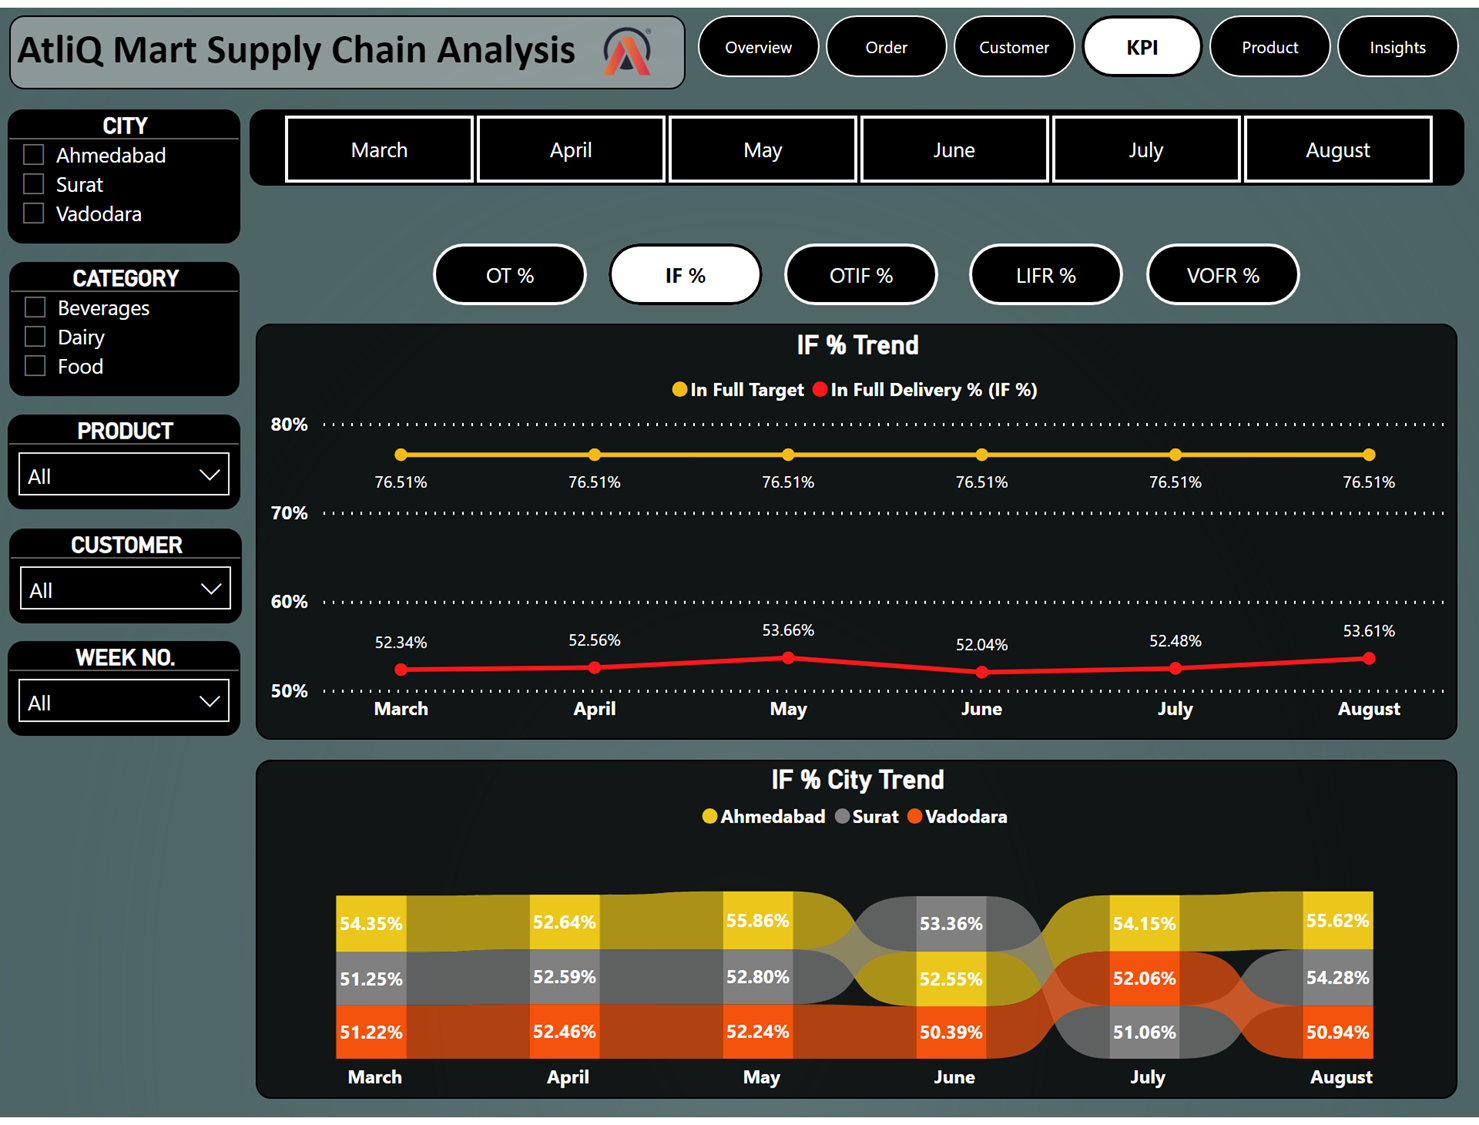 AtliQ Mart Supply Chain Analysis
Overview
Order
Customer
KPI
Product
Insights
CITY
Ahmedabad
Surat
Vadodara
March
April
May
June
July
August
CATEGORY
Beverages
Dairy
Food
PRODUCT
All
CUSTOMER
All
WEEK NO.
All
OT %
IF %
OTIF %
LIFR %
VOFR %
IF % Trend
In Full Target
In Full Delivery % (IF %)
80%
76.51% 76.51% 76.51% 76.51% 76.51% 76.51%
70%
60%
52.34% 52.56% 53.66% 52.04% 52.48% 53.61%
50%
March April May June July August
IF % City Trend
Ahmedabad Surat Vadodara
54.35% 52.64% 55.86% 53.36% 54.15% 55.62%
51.25% 52.59% 52.80% 52.55% 52.06% 54.28%
51.22% 52.46% 52.24% 50.39% 51.06% 50.94%
March April May June July August